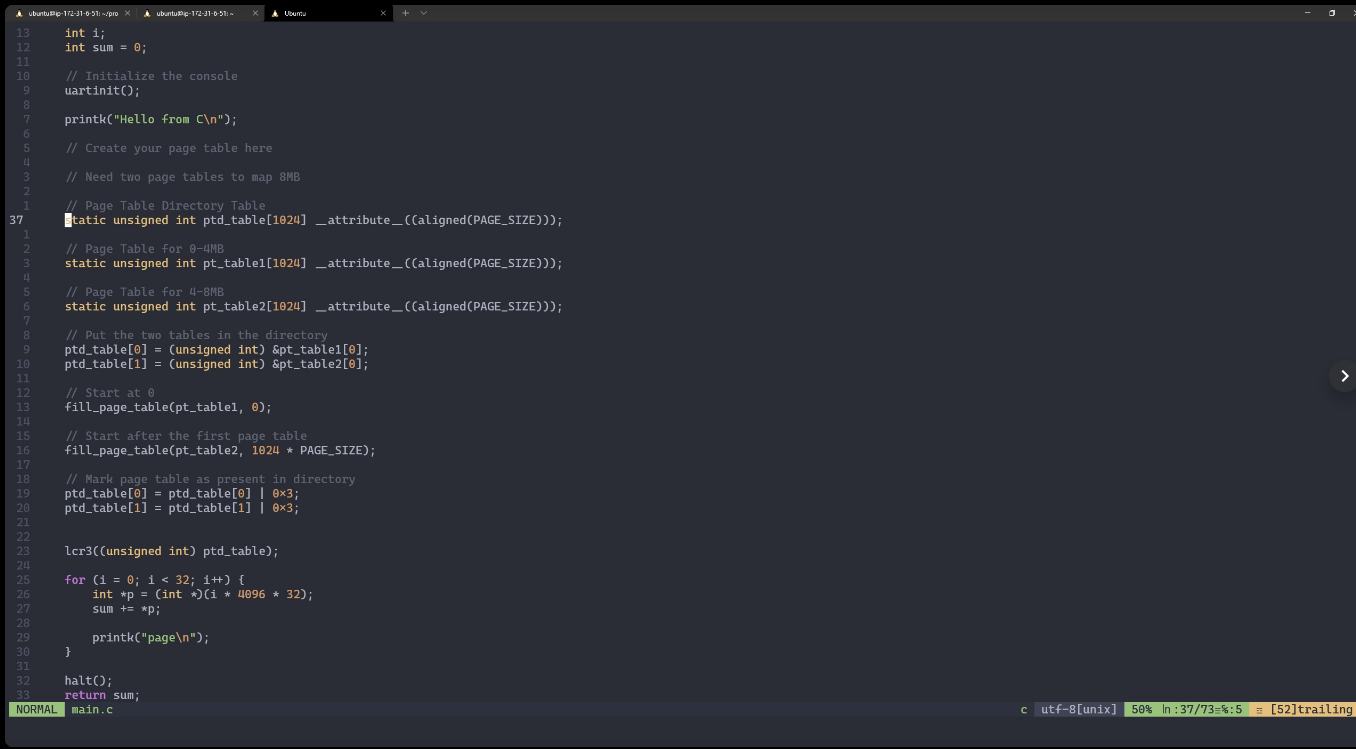 ubuntu@ip-172-31-6-51: ~/pro
ubuntu@ip-172-31-6-51: ~
Ubuntu
13 int i;
12 int sum = 0;
11
10 // Initialize the console
9 uartinit();
8
7 printk("Hello from C\n");
6
5 // Create your page table here
4
3 // Need two page tables to map 8MB
2
1 // Page Table Directory Table
37 static unsigned int ptd_table[1024] __attribute__((aligned(PAGE_SIZE)));
1
2 // Page Table for 0-4MB
3 static unsigned int pt_table1[1024] __attribute__((aligned(PAGE_SIZE)));
4
5 // Page Table for 4-8MB
6 static unsigned int pt_table2[1024] __attribute__((aligned(PAGE_SIZE)));
7
8 // Put the two tables in the directory
9 ptd_table[0] = (unsigned int) &pt_table1[0];
10 ptd_table[1] = (unsigned int) &pt_table2[0];
11
12 // Start at 0
13 fill_page_table(pt_table1, 0);
14
15 // Start after the first page table
16 fill_page_table(pt_table2, 1024 * PAGE_SIZE);
17
18 // Mark page table as present in directory
19 ptd_table[0] = ptd_table[0] | 0x3;
20 ptd_table[1] = ptd_table[1] | 0x3;
21
22
23 lcr3((unsigned int) ptd_table);
24
25 for (i = 0; i < 32; i++) {
26 int *p = (int *)(i * 4096 * 32);
27 sum += *p;
28
29 printk("page\n");
30 }
31
32 halt();
33 return sum;
NORMAL main.c c utf-8[unix] 50% ㏑:37/73≡%:5 ☲ [52]trailing